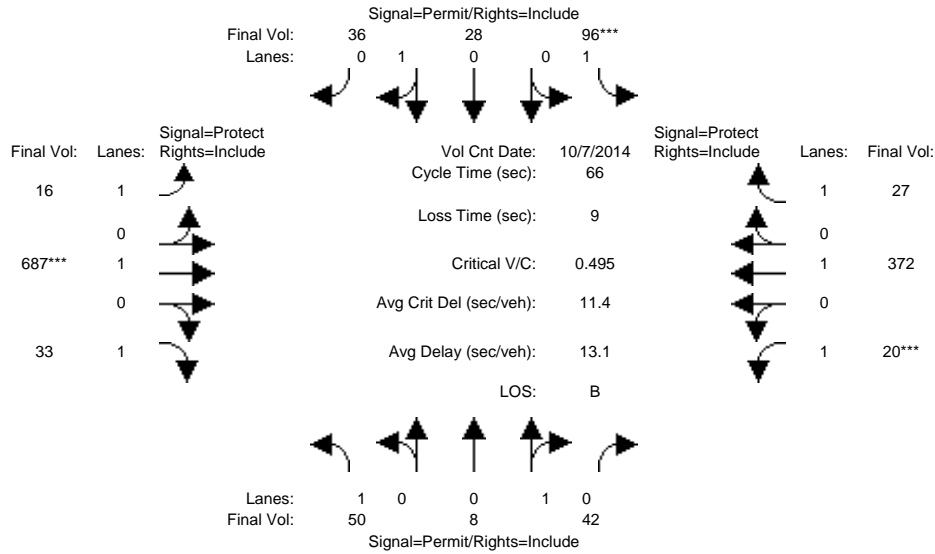 Signal=Permit/Rights=Include
Final Vol: 36 28 96***
Lanes: 0 1 0 0 1
Signal=Protect Signal=Protect
Final Vol: Lanes: Rights=Include Vol Cnt Date: 10/7/2014 Rights=Include Lanes: Final Vol:
Cycle Time (sec): 66
16 1 1 27
Loss Time (sec): 9
0 0
687*** 1 Critical V/C: 0.495 1 372
0 Avg Crit Del (sec/veh): 11.4 0
33 1 Avg Delay (sec/veh): 13.1 1 20***
LOS: B
Lanes: 1 0 0 1 0
Final Vol: 50 8 42
Signal=Permit/Rights=Include